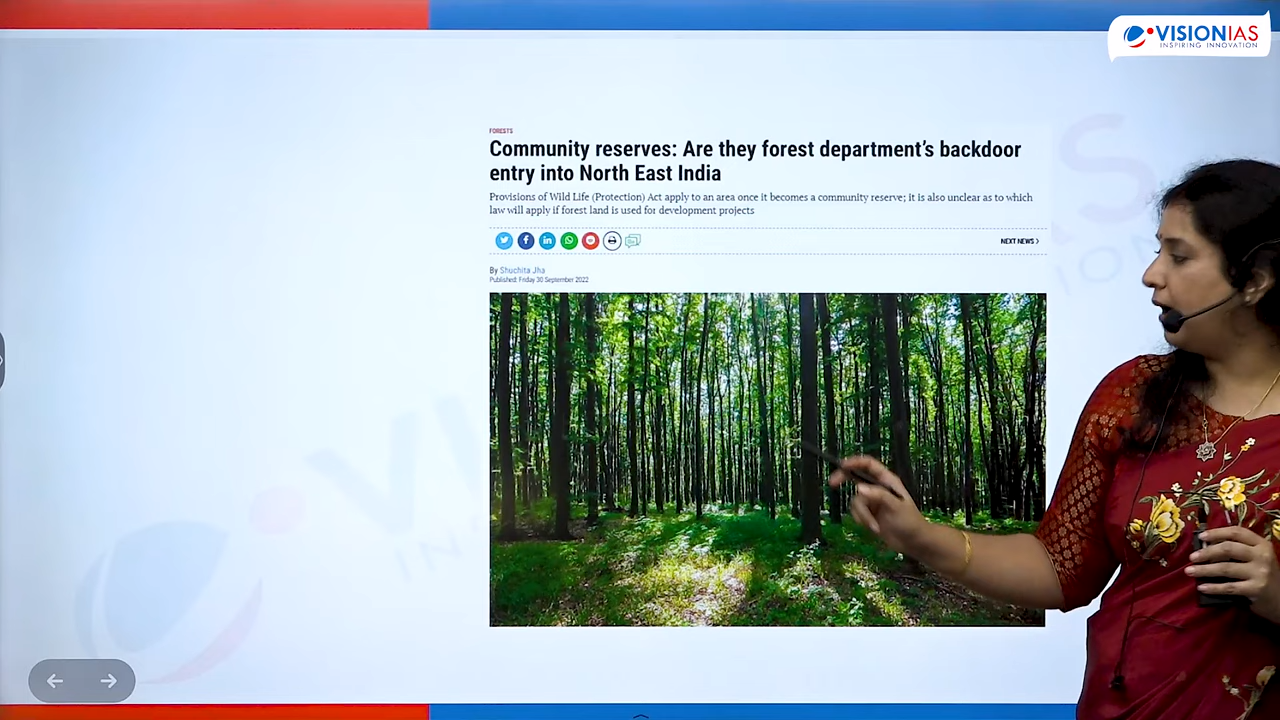 VISIONIAS
INSPIRING INNOVATION
FORESTS
Community reserves: Are they forest department's backdoor
entry into North East India
Provisions of Wild Life (Protection) Act apply to an area once it becomes a community reserve; it is also unclear as to which
law will apply if forest land is used for development projects
NEXT NEWS
By Shuchita Jha
Published: Friday 30 September 2022